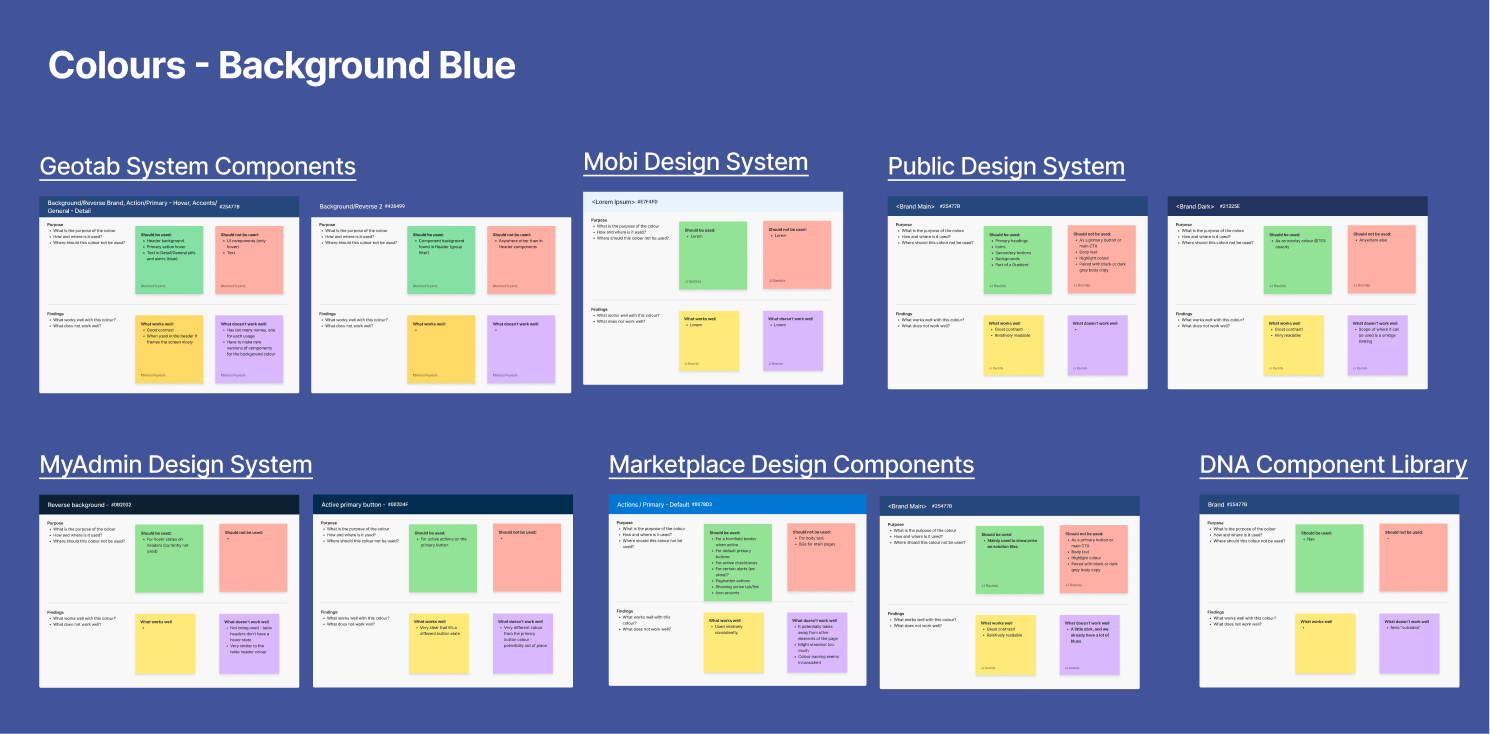 Colours - Background Blue
Geotab System Components
Background/Reverse Brand, Action/Primary - Hover, Accents/
General - Detail
#25477B
Purpose
• What is the purpose of the colour
• How and where is it used?
• Where should this colour not be used?
Should be used:
• Header background
• Primary action hover
• Text in Detail/General pills
and alerts (blue)
Should not be used:
• UI components (only
hover)
• Text
Findings
• What works well with this colour?
• What does not work well?
What works well:
• Good contrast
• When used in the header it
frames the screen nicely
What doesn't work well:
• Has too many names, one
for each usage
• Have to make new
versions of components
for the background colour
Background/Reverse 2 #425499
Purpose
• What is the purpose of the colour
• How and where is it used?
• Where should this colour not be used?
Should be used:
• Component background
found in Header (group
filter)
Should not be used:
• Anywhere other than in
Header components
Findings
• What works well with this colour?
• What does not work well?
What works well:
•
What doesn't work well:
•
Mobi Design System
<Lorem Ipsum> #E7F4FD
Purpose
• What is the purpose of the colour
• How and where is it used?
• Where should this colour not be used?
Should be used:
• Lorem
JJ Bautista
Should not be used:
• Lorem
JJ Bautista
Findings
• What works well with this colour?
• What does not work well?
What works well
• Lorem
What doesn't work well
• Lorem
Public Design System
<Brand Main> #25477B
Purpose
• What is the purpose of the colour
• How and where is it used?
• Where should this colour not be used?
Should be used:
• Primary headings
• Icons
• Secondary buttons
• Backgrounds
• Part of a Gradient
JJ Bautista
Should not be used:
• As a primary button or
main CTA
• Body text
• Highlight colour
• Paired with black or dark
grey body copy
JJ Bautista
Findings
• What works well with this colour?
• What does not work well?
What works well
• Great contrast
• Relatively readable
What doesn't work well
•
<Brand Dark> #21325E
Purpose
• What is the purpose of the colour
• How and where is it used?
• Where should this colour not be used?
Should be used:
• As an overlay colour @75%
opacity
JJ Bautista
Should not be used:
• Anywhere else
JJ Bautista
Findings
• What works well with this colour?
• What does not work well?
What works well
• Great contrast
• Very readable
What doesn't work well
• Scope of where it can
be used is a smidge
limiting
MyAdmin Design System
Reverse background - #0B2032
Purpose
• What is the purpose of the colour
• How and where is it used?
• Where should this colour not be used?
Should be used:
• For hover states on
headers (currently not
used)
Should not be used:
•
Findings
• What works well with this colour?
• What does not work well?
What works well
•
What doesn't work well
• Not being used - table
headers don't have a
hover state
• Very similar to the
table header colour
Active primary button - #002D4F
Purpose
• What is the purpose of the colour
• How and where is it used?
• Where should this colour not be used?
Should be used:
• For active actions on the
primary button
Should not be used:
•
Findings
• What works well with this colour?
• What does not work well?
What works well
• Very clear that it's a
different button state
What doesn't work well
• Very different colour
from the primary
button colour -
potentially out of place
Marketplace Design Components
Actions / Primary - Default #0078D3
Purpose
• What is the purpose of the colour
• How and where is it used?
• Where should this colour not be
used?
Should be used:
• For a formfield border
when active
• For default primary
buttons
• For active checkboxes
• For certain alerts
• Pagination actions
• Showing active tab/link
• Icon accents
Should not be used:
• For body text
• BGs for main pages
Findings
• What works well with this
colour?
• What does not work well?
What works well
• Used relatively
consistently
What doesn't work well
• It potentially takes
away from other
elements of the page
• Might standout too
much
• Colour naming seems
inconsistent
<Brand Main> #25477B
Purpose
• What is the purpose of the colour
• How and where is it used?
• Where should this colour not be used?
Should be used:
• Mainly used to show price
on solution tiles
JJ Bautista
Should not be used:
• As a primary button or
main CTA
• Body text
• Highlight colour
• Paired with black or dark
grey body copy
JJ Bautista
Findings
• What works well with this colour?
• What does not work well?
What works well
• Great contrast
• Relatively readable
What doesn't work well
• A little dark, and we
already have a lot of
blues
DNA Component Library
Brand #25477B
Purpose
• What is the purpose of the colour
• How and where is it used?
• Where should this colour not be used?
Should be used:
• Nav,
Should not be used:
•
Findings
• What works well with this colour?
• What does not work well?
What works well
•
What doesn't work well
• feels "outdated"